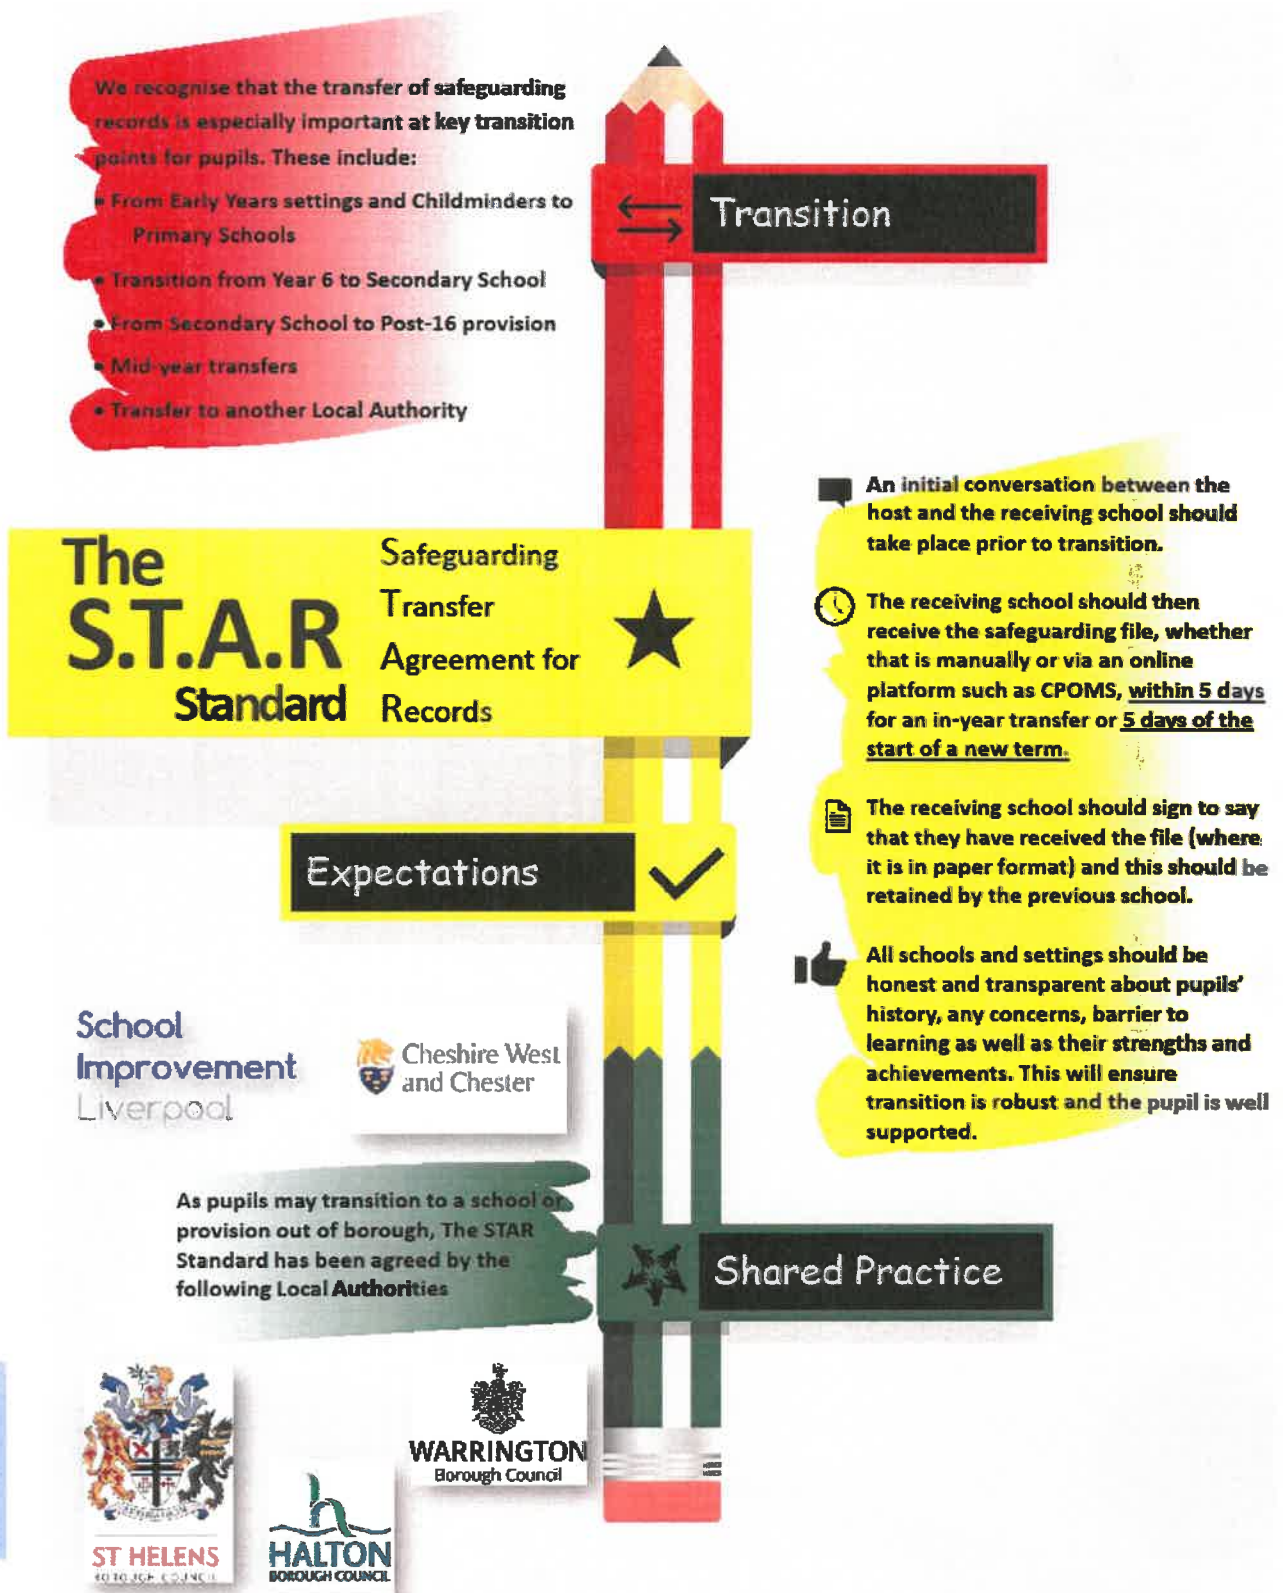 We recognise that the transfer of safeguarding
records is especially important at key transition
points for pupils. These include:
• From Early Years settings and Childminders to
Primary Schools
• Transition from Year 6 to Secondary School
• From Secondary School to Post-16 provision
• Mid-year transfers
• Transfer to another Local Authority
Transition
The
S.T.A.R
Standard
Safeguarding
Transfer
Agreement for
Records
An initial conversation between the
host and the receiving school should
take place prior to transition.
The receiving school should then
receive the safeguarding file, whether
that is manually or via an online
platform such as CPOMS, within 5 days
for an in-year transfer or 5 days of the
start of a new term.
The receiving school should sign to say
that they have received the file (where
it is in paper format) and this should be
retained by the previous school.
All schools and settings should be
honest and transparent about pupils'
history, any concerns, barrier to
learning as well as their strengths and
achievements. This will ensure
transition is robust and the pupil is well
supported.
Expectations
School
Improvement
Liverpool
Cheshire West
and Chester
As pupils may transition to a school or
provision out of borough, The STAR
Standard has been agreed by the
following Local Authorities
Shared Practice
WARRINGTON
Borough Council
ST HELENS
BOROUGH COUNCIL
HALTON
BOROUGH COUNCIL